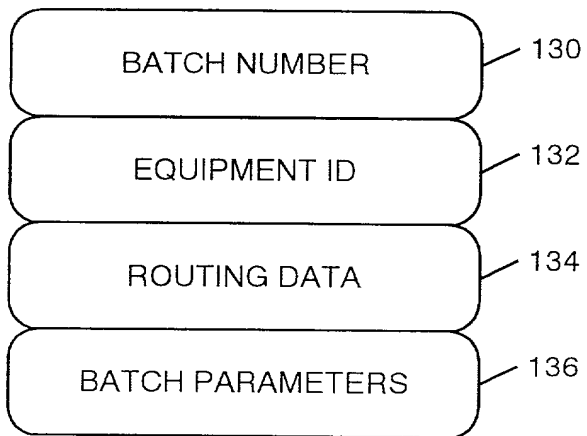 BATCH NUMBER 130
EQUIPMENT ID 132
ROUTING DATA 134
BATCH PARAMETERS 136